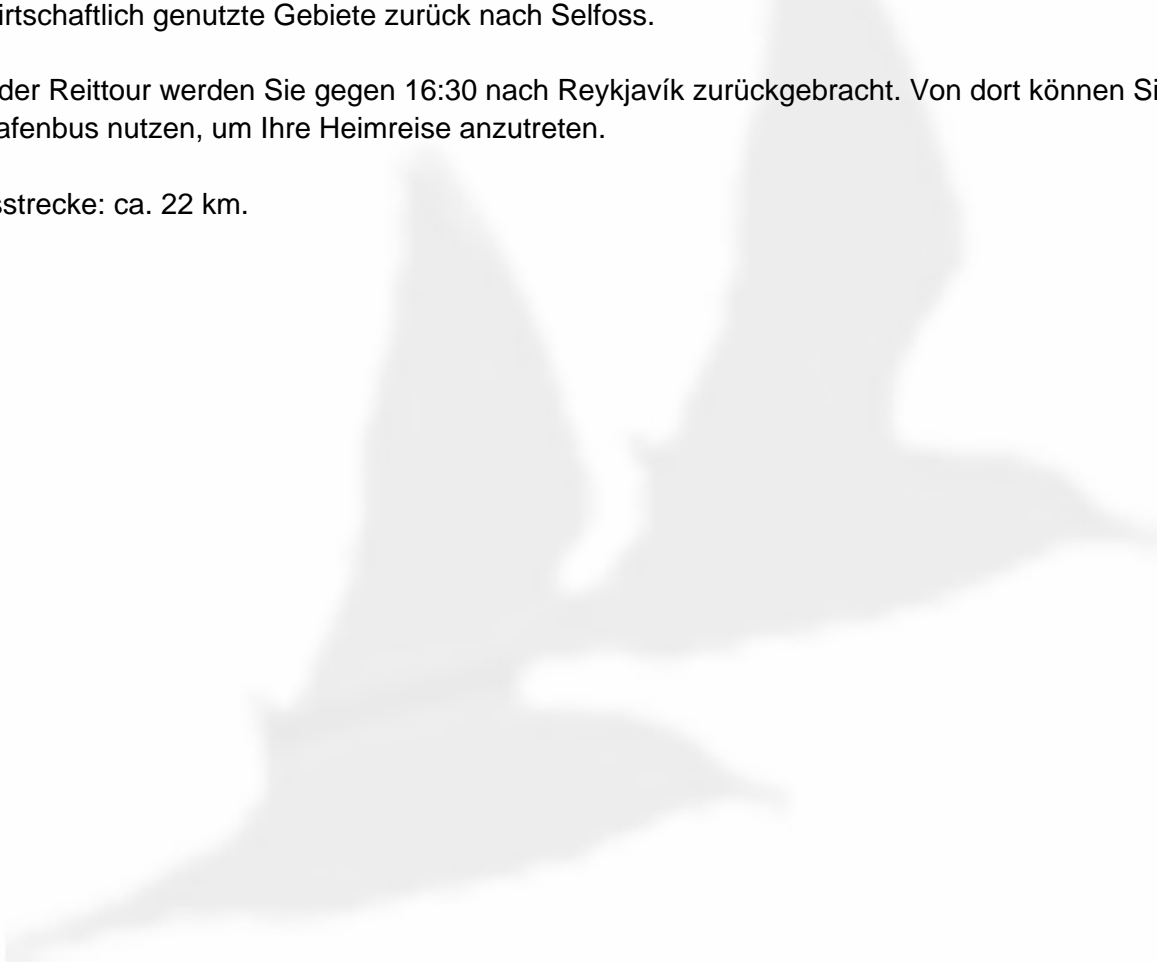 irtschaftlich genutzte Gebiete zurück nach Selfoss.
der Reittour werden Sie gegen 16:30 nach Reykjavík zurückgebracht. Von dort können Si
afenbus nutzen, um Ihre Heimreise anzutreten.
sstrecke: ca. 22 km.